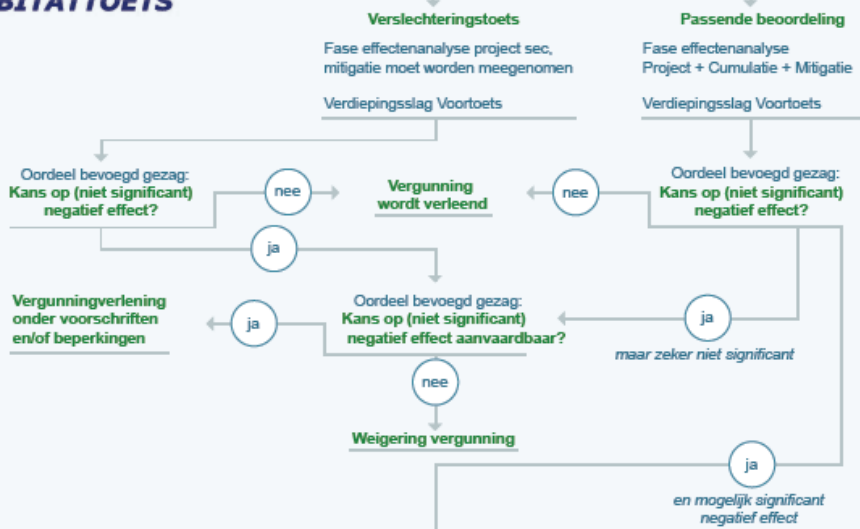 BITATTOETS
Verslechteringstoets
Fase effectenanalyse project sec,
mitigatie moet worden meegenomen
Verdiepingsslag Voortoets
Passende beoordeling
Fase effectenanalyse
Project + Cumulatie + Mitigatie
Verdiepingsslag Voortoets
Oordeel bevoegd gezag:
Kans op (niet significant)
negatief effect?
nee
Vergunning
wordt verleend
nee
Oordeel bevoegd gezag:
Kans op (niet significant)
negatief effect?
ja
Vergunningverlening
onder voorschriften
en/of beperkingen
ja
Oordeel bevoegd gezag:
Kans op (niet significant)
negatief effect aanvaardbaar?
ja
maar zeker niet significant
nee
Weigering vergunning
ja
en mogelijk significant
negatief effect